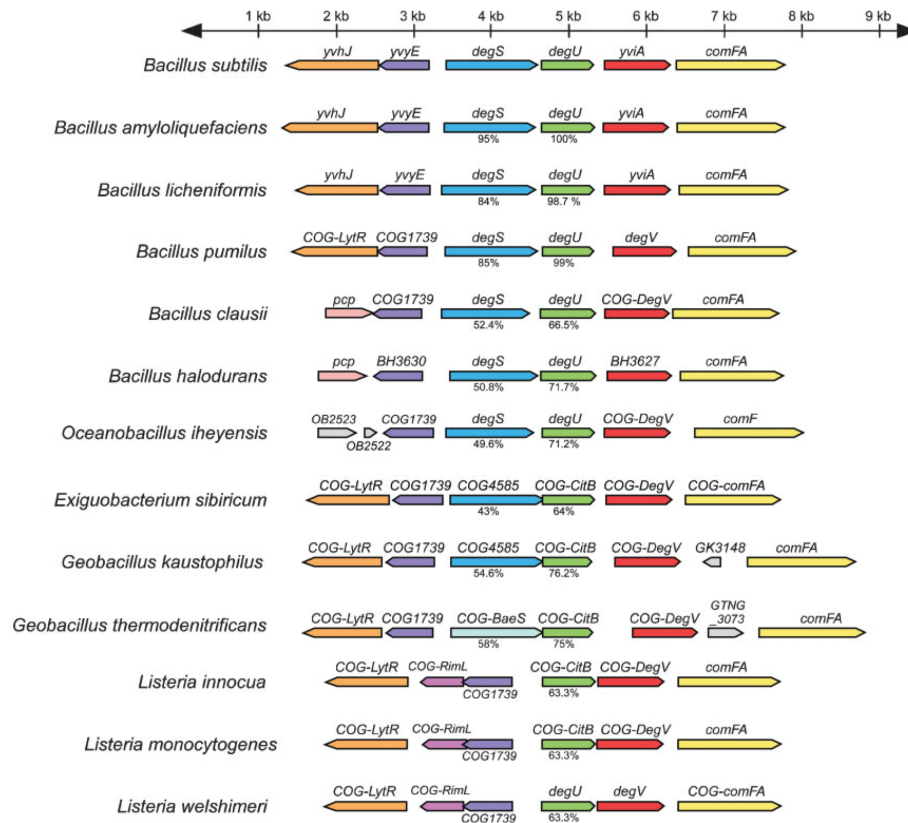 1 kb 2 kb 3 kb 4 kb 5 kb 6 kb 7 kb 8 kb 9 kb
yvhJ yvyE degS degU yviA comFA
Bacillus subtilis
yvhJ yvyE degS degU yviA comFA
Bacillus amyloliquefaciens
95% 100%
yvhJ yvyE degS degU yviA comFA
Bacillus licheniformis
84% 98.7 %
COG-LytR COG1739 degS degU degV comFA
Bacillus pumilus
85% 99%
pcp COG1739 degS degU COG-DegV comFA
Bacillus clausii
52.4% 66.5%
pcp BH3630 degS degU BH3627 comFA
Bacillus halodurans
50.8% 71.7%
OB2523 COG1739 degS degU COG-DegV comF
Oceanobacillus iheyensis
OB2522 49.6% 71.2%
COG-LytR COG1739 COG4585 COG-CitB COG-DegV COG-comFA
Exiguobacterium sibiricum
43% 64%
COG-LytR COG1739 COG4585 COG-CitB COG-DegV GK3148 comFA
Geobacillus kaustophilus
54.6% 76.2%
COG-LytR COG1739 COG-BaeS COG-CitB COG-DegV GTNG _3073 comFA
Geobacillus thermodenitrificans
58% 75%
COG-LytR COG-RimL COG-CitB COG-DegV comFA
Listeria innocua
COG1739 63.3%
COG-LytR COG-RimL COG-CitB COG-DegV comFA
Listeria monocytogenes
COG1739 63.3%
COG-LytR COG-RimL degU degV COG-comFA
Listeria welshimeri
COG1739 63.3%